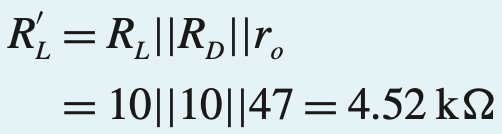 R′_L = R_L||R_D||r_o
= 10||10||47 = 4.52 kΩ